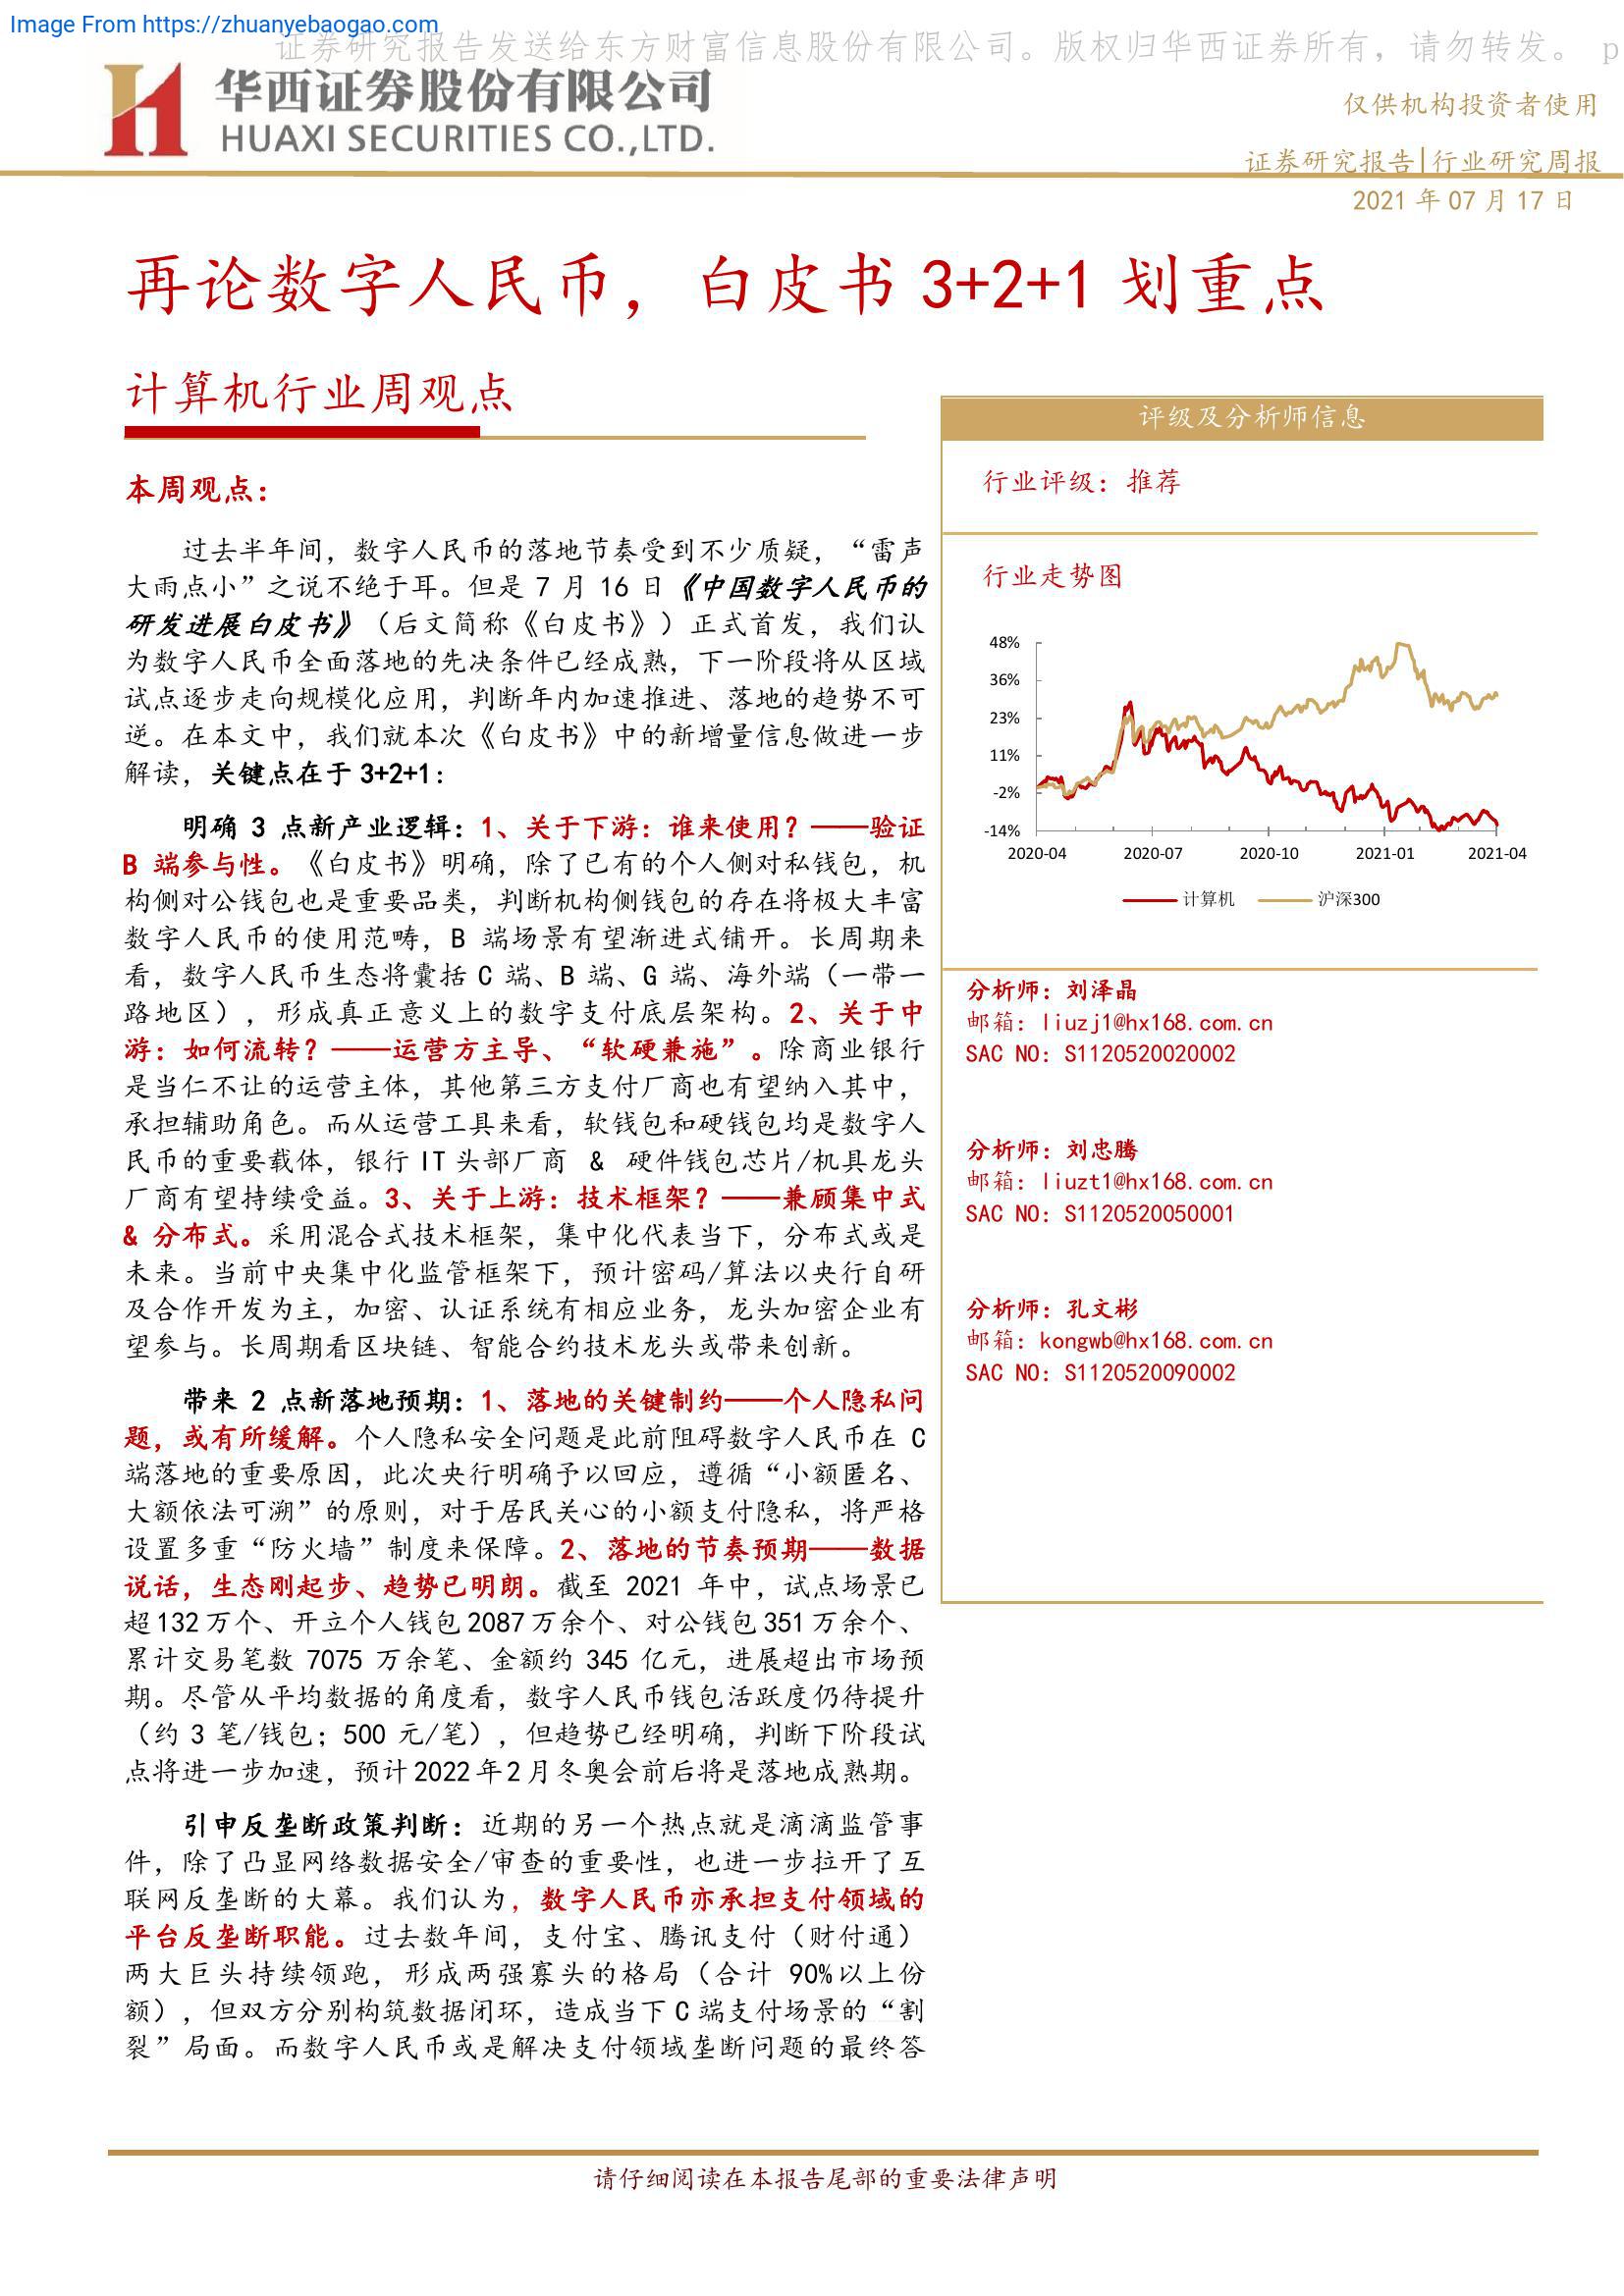 Image From https://zhuanyebaogao.com
证券研究报告发送给东方财富信息股份有限公司。版权归华西证券所有，请勿转发。 p
华西证券股份有限公司
HUAXI SECURITIES CO.,LTD.
仅供机构投资者使用
证券研究报告|行业研究周报
2021 年 07 月 17 日
再论数字人民币，白皮书 3+2+1 划重点
计算机行业周观点
本周观点：
过去半年间，数字人民币的落地节奏受到不少质疑，“雷声
大雨点小”之说不绝于耳。但是 7 月 16 日《中国数字人民币的
研发进展白皮书》（后文简称《白皮书》）正式首发，我们认
为数字人民币全面落地的先决条件已经成熟，下一阶段将从区域
试点逐步走向规模化应用，判断年内加速推进、落地的趋势不可
逆。在本文中，我们就本次《白皮书》中的新增量信息做进一步
解读，关键点在于 3+2+1：
明确 3 点新产业逻辑：1、关于下游：谁来使用？——验证
B 端参与性。《白皮书》明确，除了已有的个人侧对私钱包，机
构侧对公钱包也是重要品类，判断机构侧钱包的存在将极大丰富
数字人民币的使用范畴，B 端场景有望渐进式铺开。长周期来
看，数字人民币生态将囊括 C 端、B 端、G 端、海外端（一带一
路地区），形成真正意义上的数字支付底层架构。2、关于中
游：如何流转？——运营方主导、“软硬兼施”。除商业银行
是当仁不让的运营主体，其他第三方支付厂商也有望纳入其中，
承担辅助角色。而从运营工具来看，软钱包和硬钱包均是数字人
民币的重要载体，银行 IT 头部厂商 & 硬件钱包芯片/机具龙头
厂商有望持续受益。3、关于上游：技术框架？——兼顾集中式
& 分布式。采用混合式技术框架，集中化代表当下，分布式或是
未来。当前中央集中化监管框架下，预计密码/算法以央行自研
及合作开发为主，加密、认证系统有相应业务，龙头加密企业有
望参与。长周期看区块链、智能合约技术龙头或带来创新。
带来 2 点新落地预期：1、落地的关键制约——个人隐私问
题，或有所缓解。个人隐私安全问题是此前阻碍数字人民币在 C
端落地的重要原因，此次央行明确予以回应，遵循“小额匿名、
大额依法可溯”的原则，对于居民关心的小额支付隐私，将严格
设置多重“防火墙”制度来保障。2、落地的节奏预期——数据
说话，生态刚起步、趋势已明朗。截至 2021 年中，试点场景已
超 132 万个、开立个人钱包 2087 万余个、对公钱包 351 万余个、
累计交易笔数 7075 万余笔、金额约 345 亿元，进展超出市场预
期。尽管从平均数据的角度看，数字人民币钱包活跃度仍待提升
（约 3 笔/钱包；500 元/笔），但趋势已经明确，判断下阶段试
点将进一步加速，预计 2022 年 2 月冬奥会前后将是落地成熟期。
引申反垄断政策判断：近期的另一个热点就是滴滴监管事
件，除了凸显网络数据安全/审查的重要性，也进一步拉开了互
联网反垄断的大幕。我们认为，数字人民币亦承担支付领域的
平台反垄断职能。过去数年间，支付宝、腾讯支付（财付通）
两大巨头持续领跑，形成两强寡头的格局（合计 90%以上份
额），但双方分别构筑数据闭环，造成当下 C 端支付场景的“割
裂”局面。而数字人民币或是解决支付领域垄断问题的最终答
评级及分析师信息
行业评级：推荐
行业走势图
48%
36%
23%
11%
-2%
-14%
2020-04 2020-07 2020-10 2021-01 2021-04
计算机 沪深300
分析师：刘泽晶
邮箱：liuzj1@hx168.com.cn
SAC NO：S1120520020002
分析师：刘忠腾
邮箱：liuzt1@hx168.com.cn
SAC NO：S1120520050001
分析师：孔文彬
邮箱：kongwb@hx168.com.cn
SAC NO：S1120520090002
请仔细阅读在本报告尾部的重要法律声明